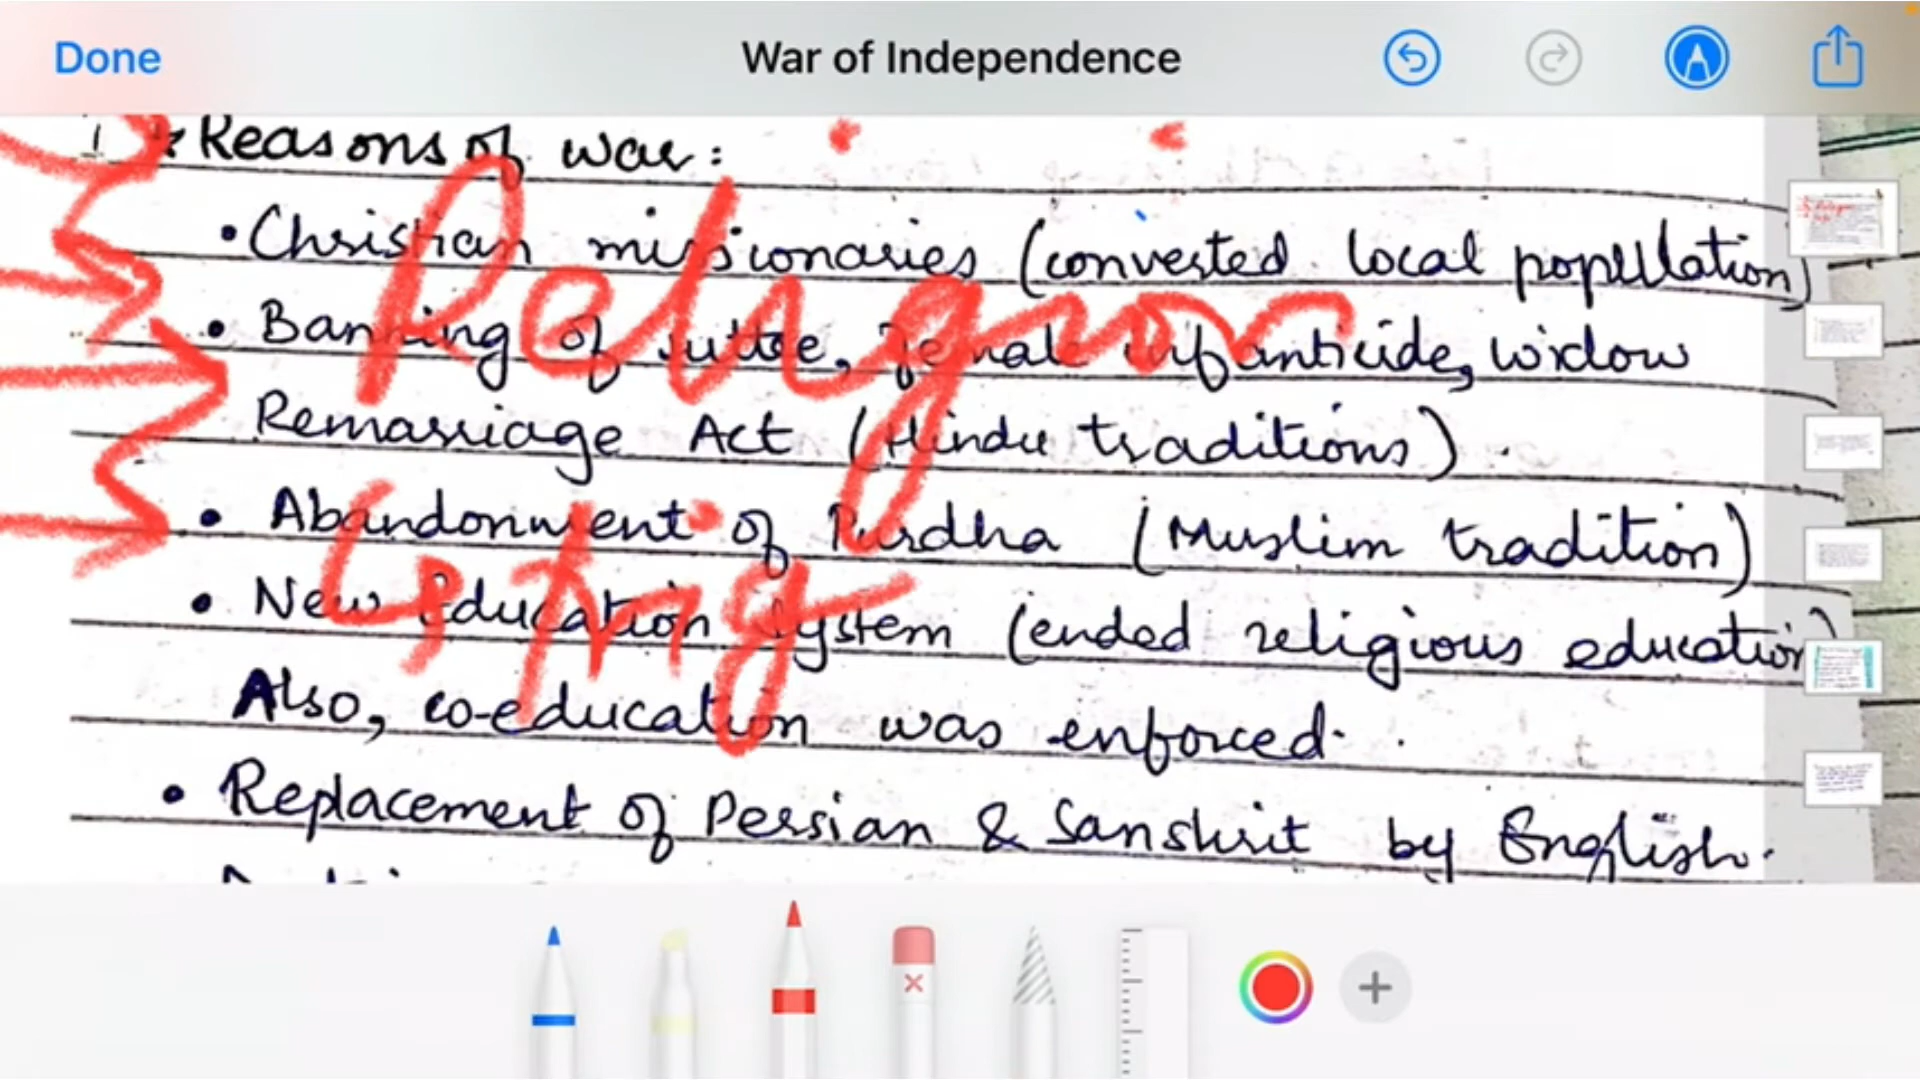 Done
War of Independence
Reasons of war:
• Christian missionaries (converted local population)
• Banning of suttee, female infanticide, widow
Remarriage Act (Hindu traditions).
• Abandonment of Purdha (Muslim tradition)
• New Education System (ended religious education)
Also, co-education was enforced.
• Replacement of Persian & Sanskrit by English.
Religion